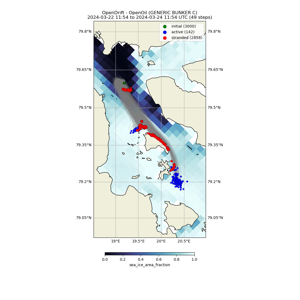 OpenDrift - OpenOil (GENERIC BUNKER C)
2024-03-22 11:54 to 2024-03-24 11:54 UTC (49 steps)
initial (3000)
active (142)
stranded (2858)
79.8°N
79.65°N
79.5°N
79.35°N
79.2°N
79.05°N
79.8°N
79.65°N
79.5°N
79.35°N
79.2°N
79.05°N
19°E
19.5°E
20°E
20.5°E
0.0 0.2 0.4 0.6 0.8 1.0
sea_ice_area_fraction